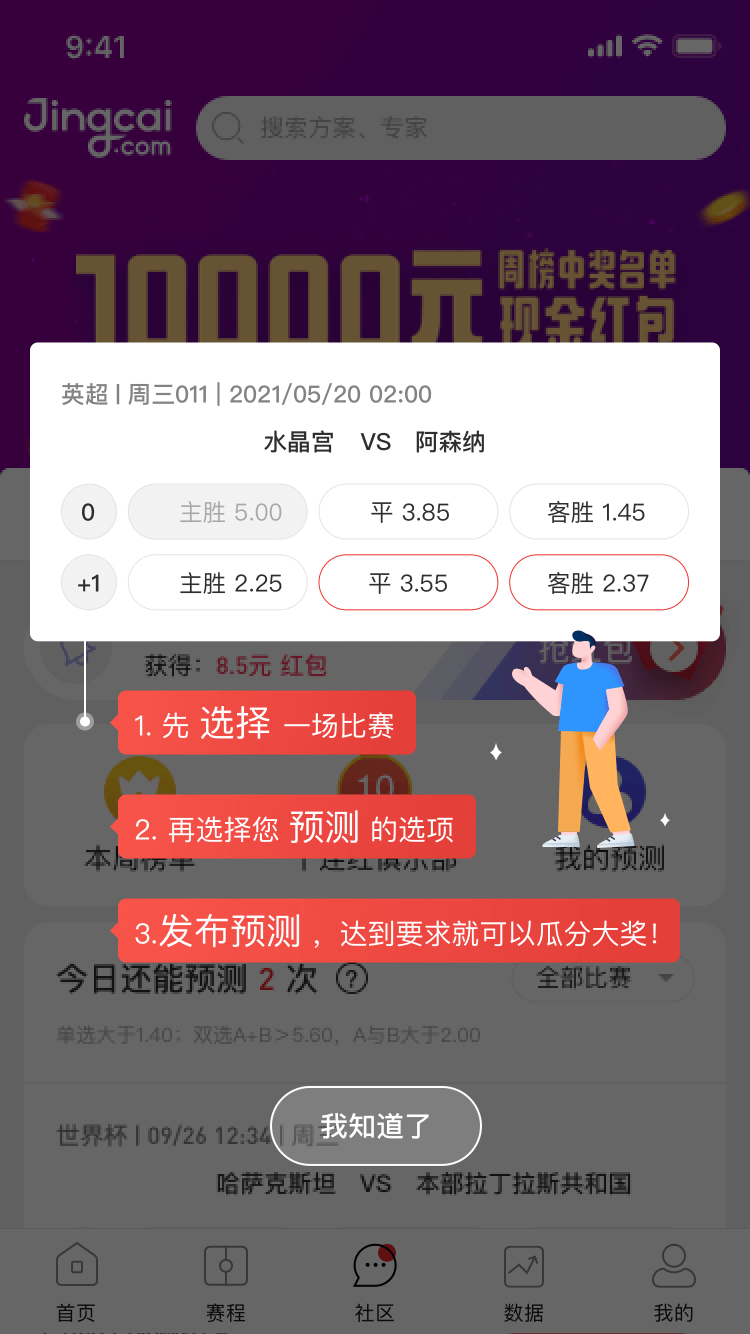 9:41
Jingcai
.com
搜索方案、专家
10000元 周榜中奖名单
现金红包
英超 | 周三011 | 2021/05/20 02:00
水晶宫 VS 阿森纳
0 主胜 5.00 平 3.85 客胜 1.45
+1 主胜 2.25 平 3.55 客胜 2.37
获得：8.5元 红包
1. 先 选择 一场比赛
10
2. 再选择您 预测 的选项
本周榜单 我的预测
3.发布预测 ，达到要求就可以瓜分大奖！
今日还能预测 2 次 ? 全部比赛
单选大于1.40；双选A+B＞5.60，A与B大于2.00
世界杯 | 09/26 12:34 | 周三
我知道了
哈萨克斯坦 VS 本部拉丁拉斯共和国
首页 赛程 社区 数据 我的